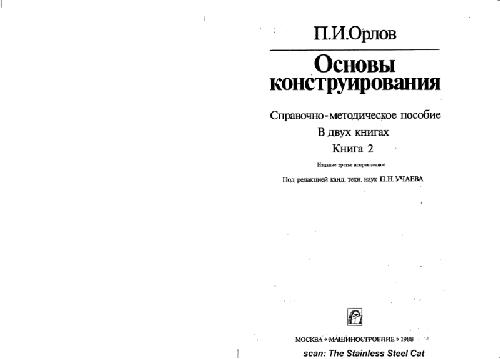 П.И.Орлов
Основы
конструирования
Справочно-методическое пособие
В двух книгах
Книга 2
Издание третье исправленное
Под редакцией канд. техн. наук П.Н.УЧАЕВА
МОСКВА • МАШИНОСТРОЕНИЕ • 1988
scan: The Stainless Steel Cat